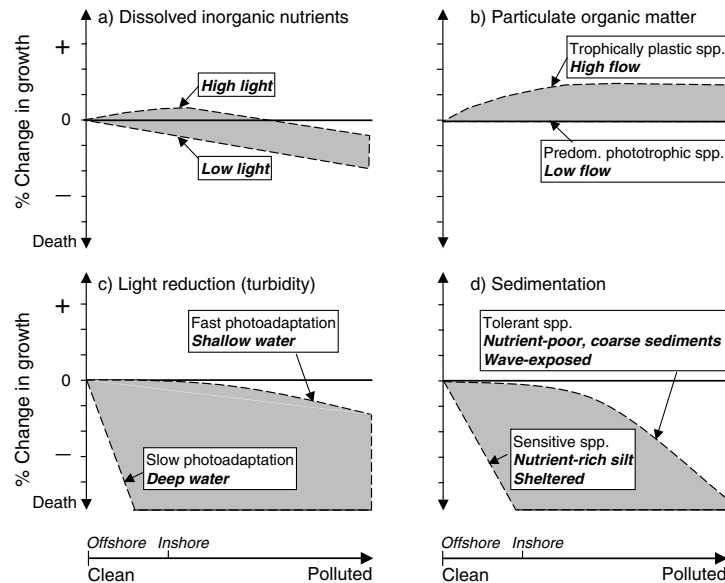 a) Dissolved inorganic nutrients
+
High light
0
Low light
% Change in growth
–
Death
b) Particulate organic matter
Trophically plastic spp.
High flow
Predom. phototrophic spp.
Low flow
c) Light reduction (turbidity)
+
Fast photoadaptation
Shallow water
0
% Change in growth
–
Slow photoadaptation
Deep water
Death
d) Sedimentation
Tolerant spp.
Nutrient-poor, coarse sediments
Wave-exposed
Sensitive spp.
Nutrient-rich silt
Sheltered
Offshore Inshore
Clean Polluted
Offshore Inshore
Clean Polluted